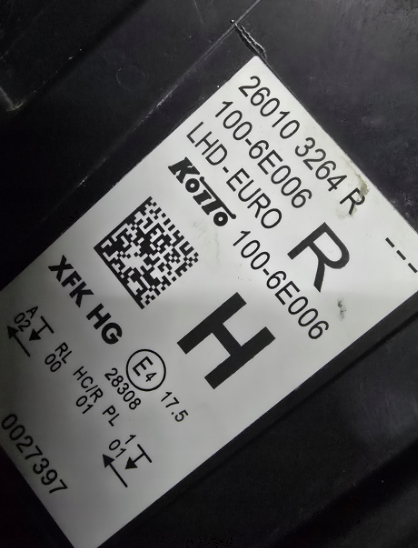 26010 3264 R
100-6E006
LHD-EURO R
KOITO 100-6E006
H
XFK HG
E4 17.5
28308
A RL HC/R PL 1
02 00 01 01
0027397